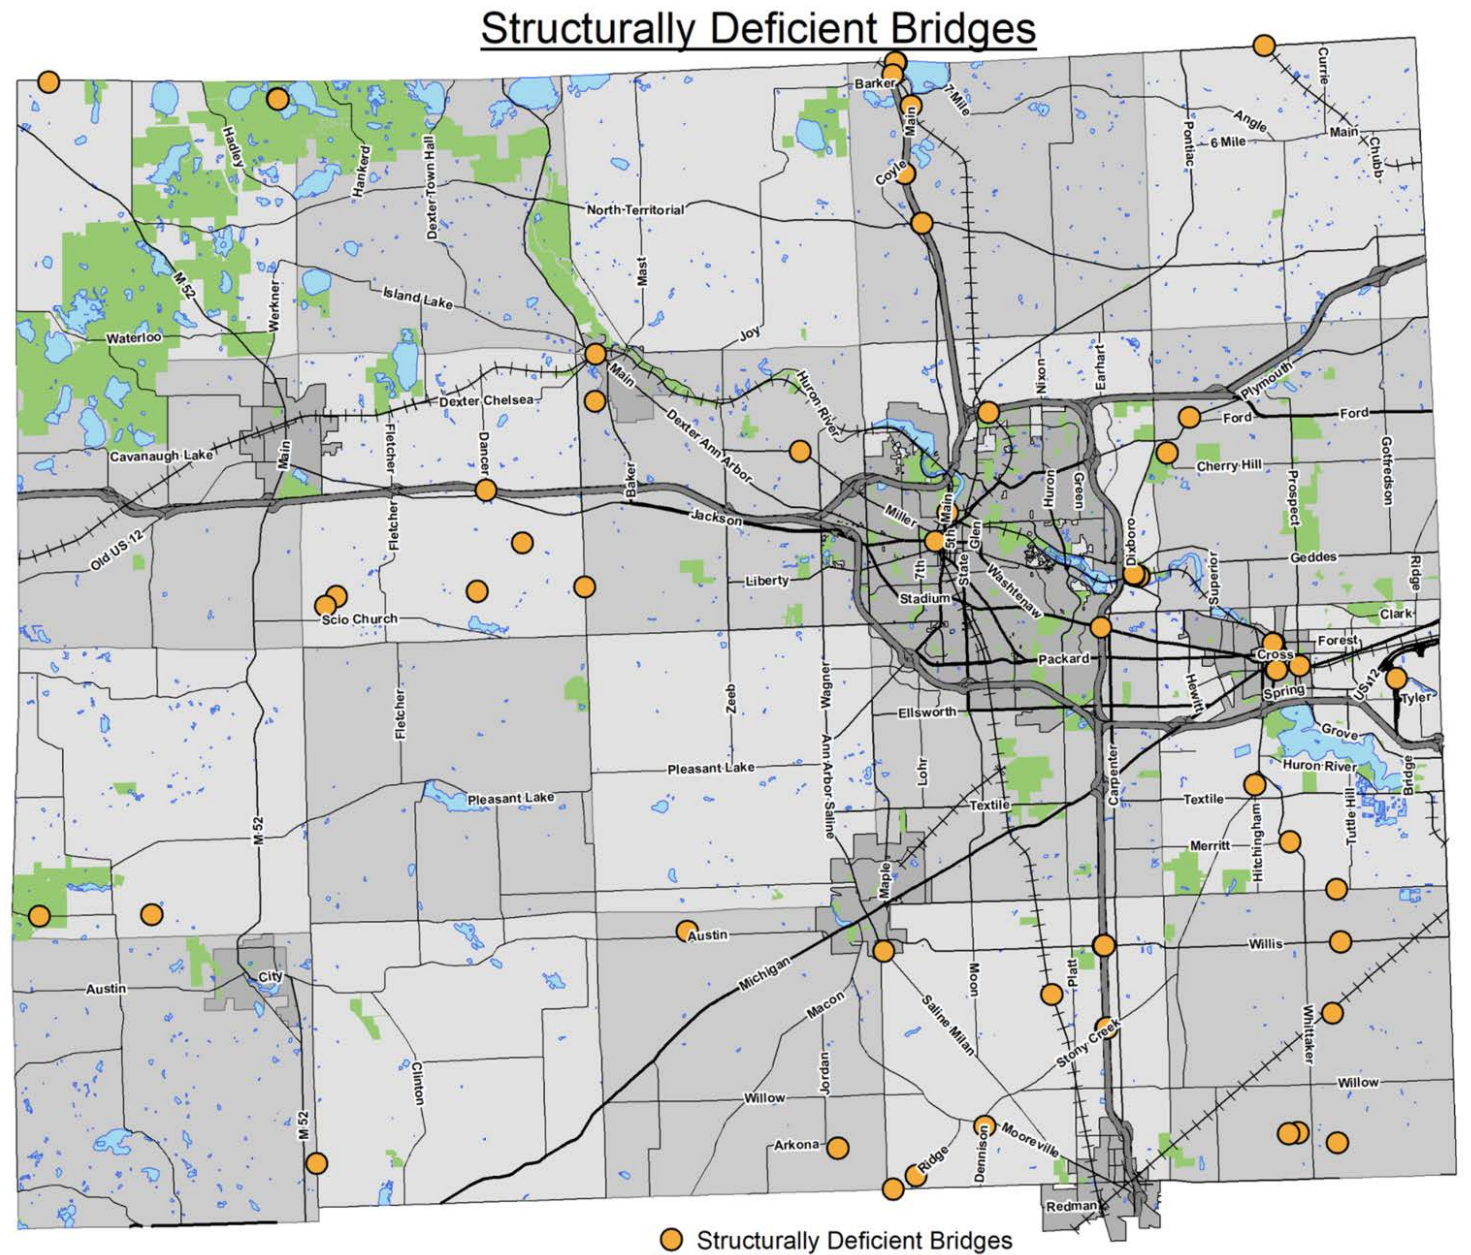 Structurally Deficient Bridges
Currie
Barker
7 Mile
Main
Angle
6 Mile
Main
Chubb
Pontiac
Hadley
Hankerd
Dexter Town Hall
Coyle
North Territorial
Mast
M 52
Werkner
Island Lake
Waterloo
Joy
Main
Huron River
Nixon
Earhart
Plymouth
Ford
Ford
Dexter Chelsea
Dexter Ann Arbor
Cavanaugh Lake
Main
Fletcher
Dancer
Baker
Cherry Hill
Prospect
Gotfredson
Huron
Green
Miller
Main
Jackson
Fletcher
Old US 12
5th
Glen
Dixboro
Geddes
Ridge
Superior
Liberty
7th
State
Washtenaw
Stadium
Scio Church
Clark
Forest
Cross
Packard
Spring
US 12
Tyler
Hewitt
Fletcher
Zeeb
Wagner
Ellsworth
Grove
Huron River
Bridge
Ann Arbor-Saline
Lohr
Carpenter
Pleasant Lake
Pleasant Lake
Textile
Textile
Tuttle Hill
Hitchingham
Merritt
M 52
Maple
Austin
Willis
City
Austin
Michigan
Macon
Moon
Platt
Saline Milan
Stony Creek
Whittaker
Clinton
Jordan
Willow
Willow
M 52
Arkona
Ridge
Dennison
Mooreville
Redman
Structurally Deficient Bridges